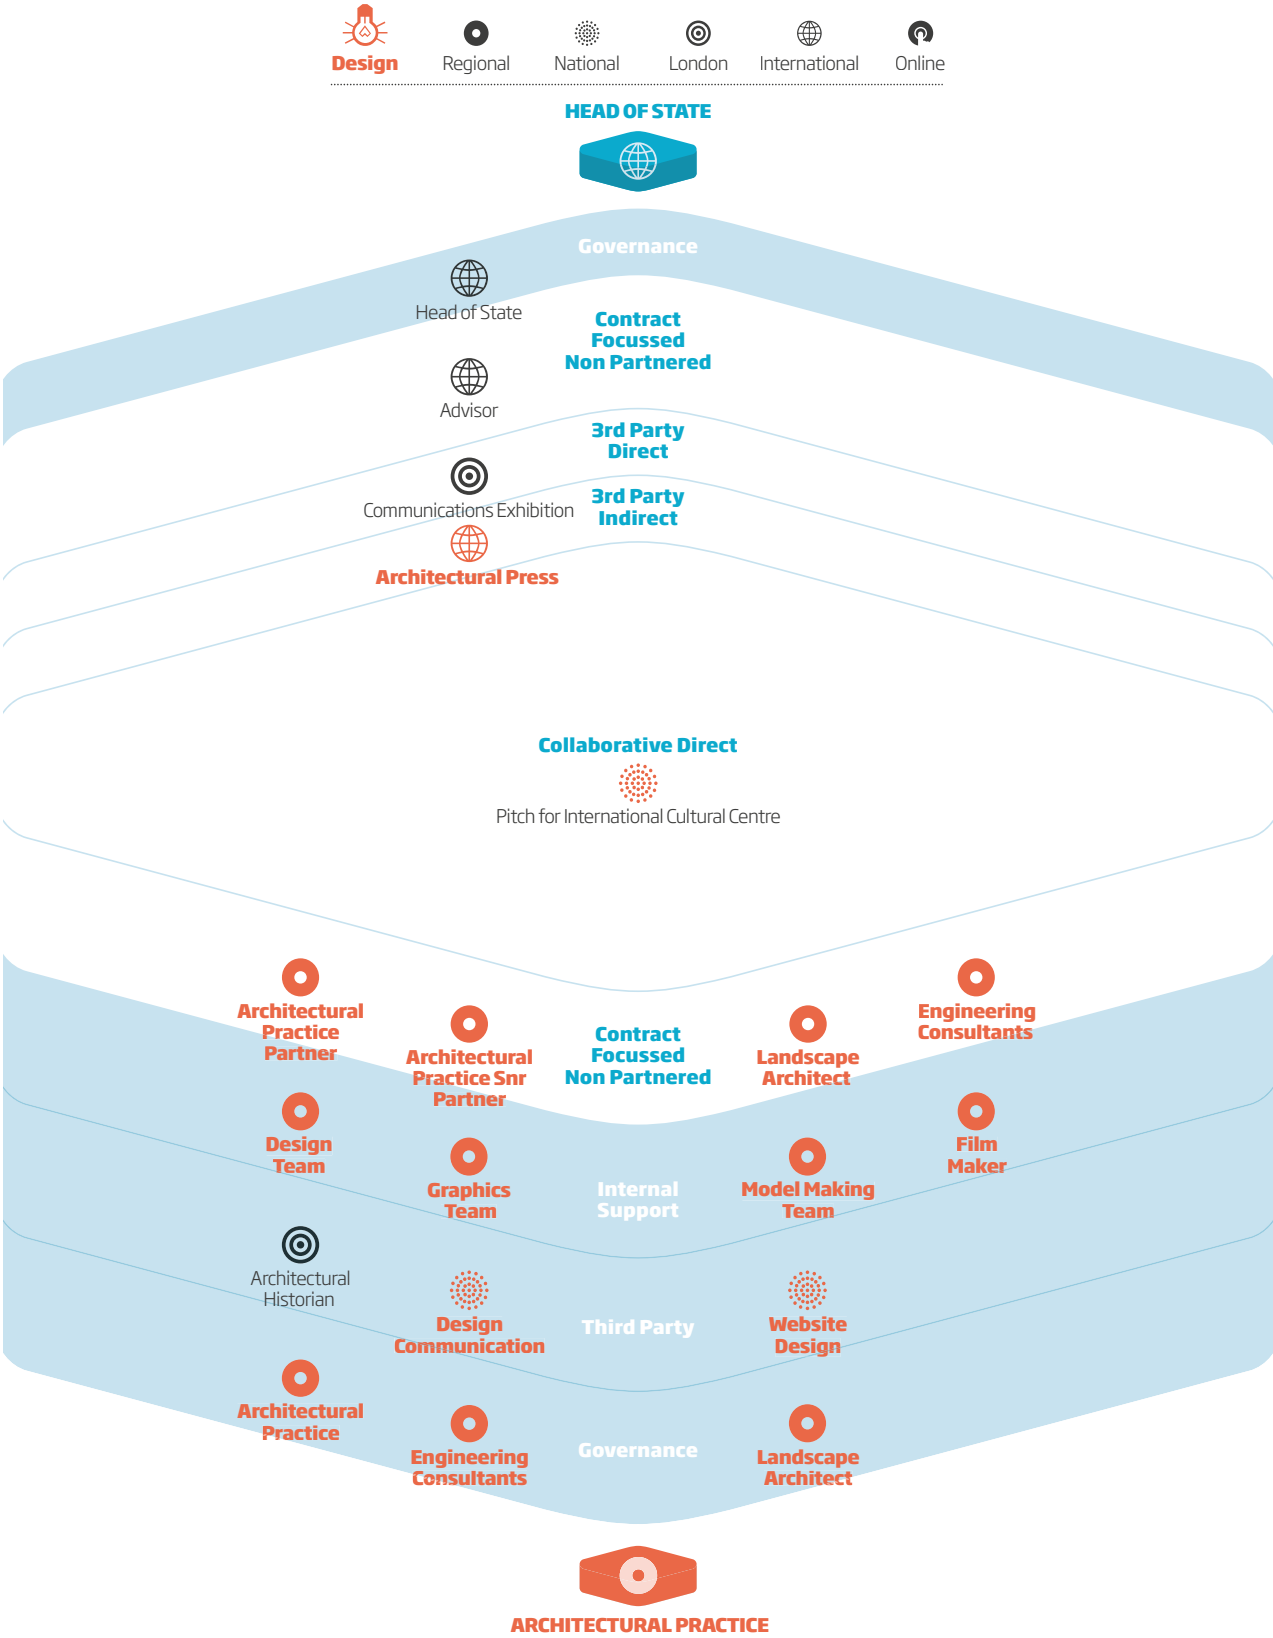 Design
Regional
National
London
International
Online
HEAD OF STATE
Governance
Head of State
Contract
Focussed
Non Partnered
Advisor
3rd Party
Direct
Communications Exhibition
3rd Party
Indirect
Architectural Press
Collaborative Direct
Pitch for International Cultural Centre
Architectural
Practice
Partner
Architectural
Practice Snr
Partner
Contract
Focussed
Non Partnered
Landscape
Architect
Engineering
Consultants
Design
Team
Graphics
Team
Internal
Support
Model Making
Team
Film
Maker
Architectural
Historian
Design
Communication
Third Party
Website
Design
Architectural
Practice
Engineering
Consultants
Governance
Landscape
Architect
ARCHITECTURAL PRACTICE